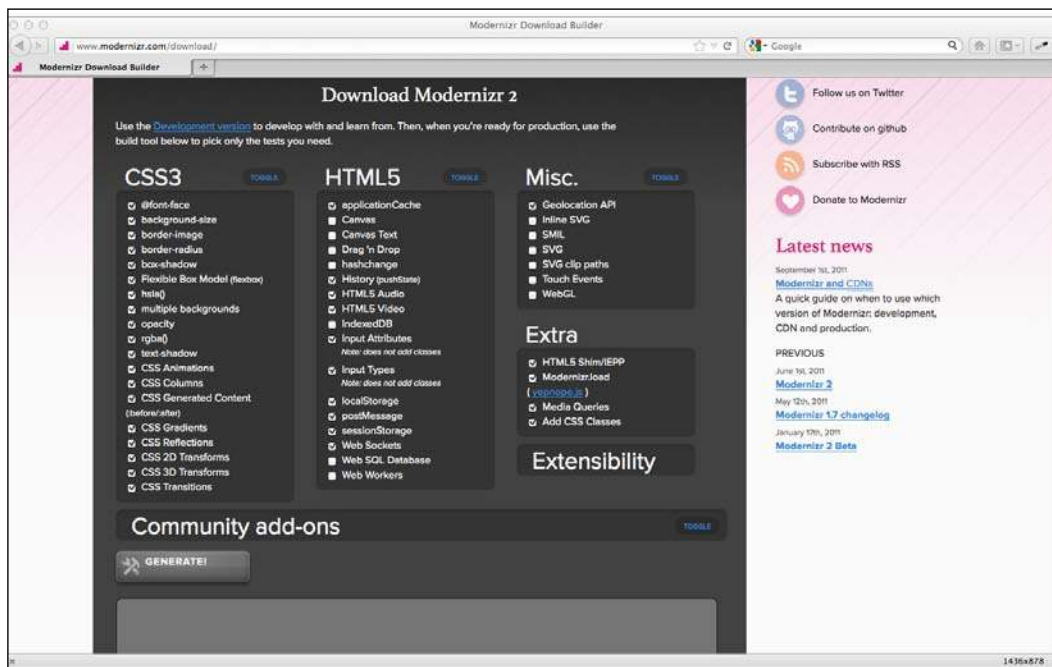 Modernizr Download Builder
www.modernizr.com/download/
Google
Modernizr Download Builder
Download Modernizr 2
Use the Development version to develop with and learn from. Then, when you're ready for production, use the
build tool below to pick only the tests you need.
CSS3
TOGGLE
@font-face
background-size
border-image
border-radius
box-shadow
Flexible Box Model (flexbox)
hsla()
multiple backgrounds
opacity
rgba()
text-shadow
CSS Animations
CSS Columns
CSS Generated Content
(:before/:after)
CSS Gradients
CSS Reflections
CSS 2D Transforms
CSS 3D Transforms
CSS Transitions
HTML5
TOGGLE
applicationCache
Canvas
Canvas Text
Drag 'n Drop
hashchange
History (pushState)
HTML5 Audio
HTML5 Video
IndexedDB
Input Attributes
Note: does not add classes
Input Types
Note: does not add classes
localStorage
postMessage
sessionStorage
Web Sockets
Web SQL Database
Web Workers
Misc.
TOGGLE
Geolocation API
Inline SVG
SMIL
SVG
SVG clip paths
Touch Events
WebGL
Extra
HTML5 Shim/IEPP
Modernizr.load
(yepnope.js)
Media Queries
Add CSS Classes
Extensibility
Community add-ons
TOGGLE
GENERATE!
Follow us on Twitter
Contribute on github
Subscribe with RSS
Donate to Modernizr
Latest news
September 1st, 2011
Modernizr and CDNs
A quick guide on when to use which
version of Modernizr: development,
CDN and production.
PREVIOUS
June 1st, 2011
Modernizr 2
May 12th, 2011
Modernizr 1.7 changelog
January 17th, 2011
Modernizr 2 Beta
1436x878